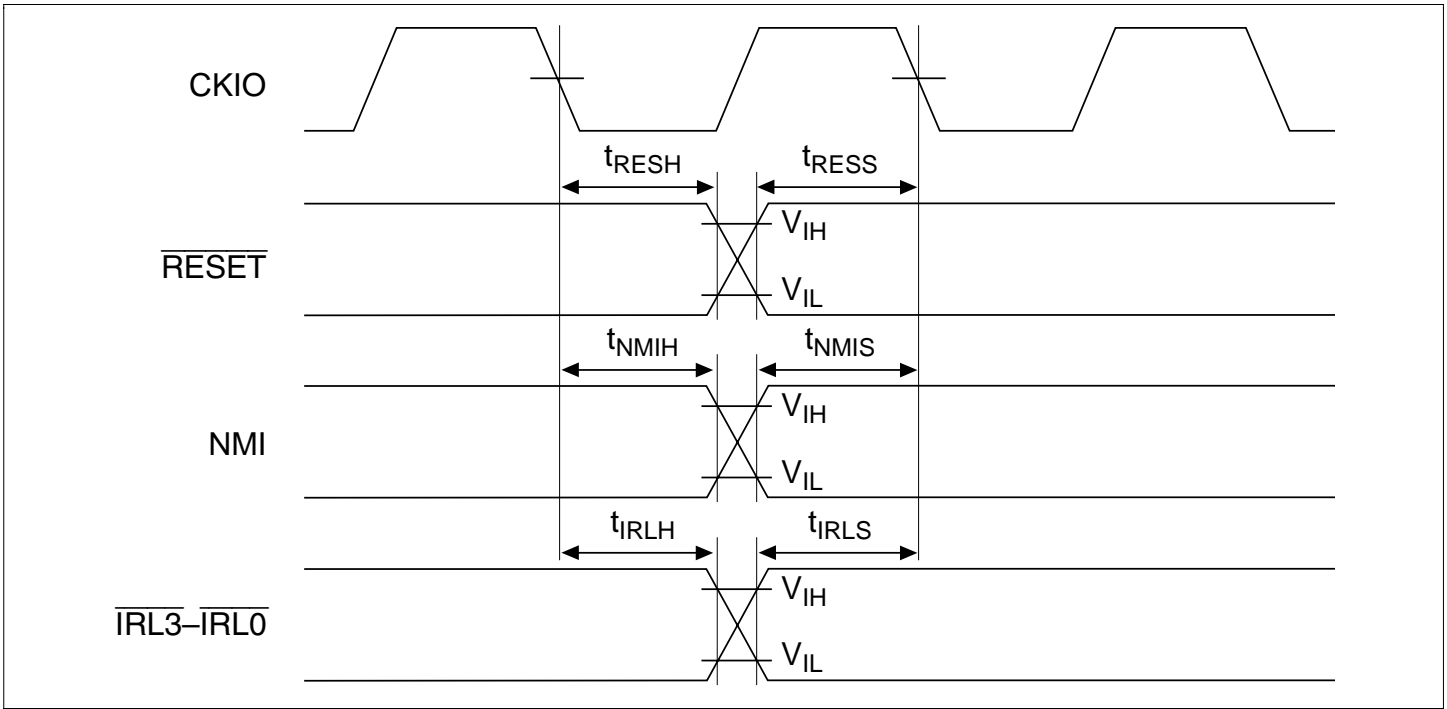 CKIO
tRESH tRESS
VIH
RESET
VIL
tNMIH tNMIS
VIH
NMI
VIL
tIRLH tIRLS
VIH
IRL3–IRL0
VIL